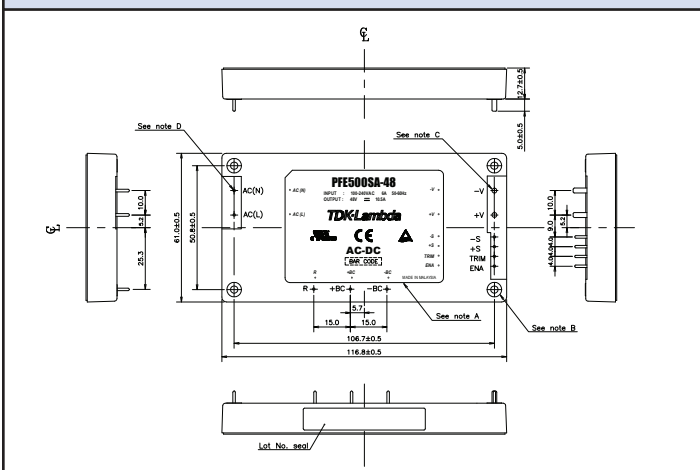 ℄
12.7±0.5
5.0±0.5
See note D
See note C
AC(N)
AC(L)
PFE500SA-48
INPUT : 100-240VAC 6A 50-60Hz
OUTPUT : 48V 10.5A
• AC (N)
• AC (L)
TDK-Lambda
CE
AC-DC
BAR CODE
-V •
+V •
-S •
+S •
TRIM •
ENA •
R
+BC
-BC
MADE IN MALAYSIA
−V
+V
−S
+S
TRIM
ENA
R
+BC
−BC
℄
10.0
5.2
25.3
61.0±0.5
50.8±0.5
10.0
9.0
5.2
4.0
4.0
4.0
5.7
15.0
15.0
See note A
See note B
106.7±0.5
116.8±0.5
Lot No. seal